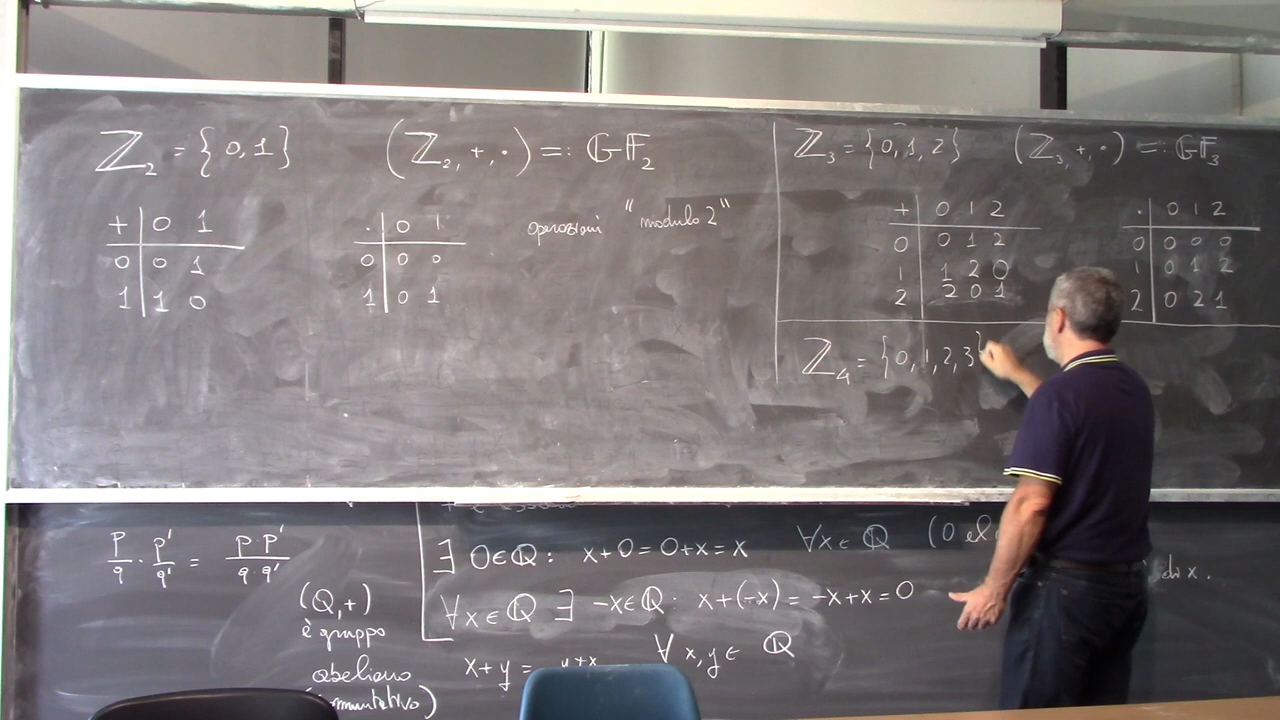 ℤ₂ = {0,1} (ℤ₂, +, ·) =: 𝔾𝔽₂
+ | 0 1
0 | 0 1
1 | 1 0
. | 0 1
0 | 0 0
1 | 0 1
operazioni "modulo 2"
ℤ₃ = {0,1,2} (ℤ₃, +, ·) =: 𝔾𝔽₃
+ | 0 1 2
0 | 0 1 2
1 | 1 2 0
2 | 2 0 1
. | 0 1 2
0 | 0 0 0
1 | 0 1 2
2 | 0 2 1
ℤ₄ = {0,1,2,3}
p/q · p'/q' = p·p'/q·q'
(ℚ,+)
è gruppo
abeliano
(commutativo)
∃ 0∈ℚ: x+0=0+x=x ∀x∈ℚ (0
∀x∈ℚ ∃ -x∈ℚ: x+(-x)=-x+x=0 di x.
x+y = y+x ∀x,y∈ ℚ